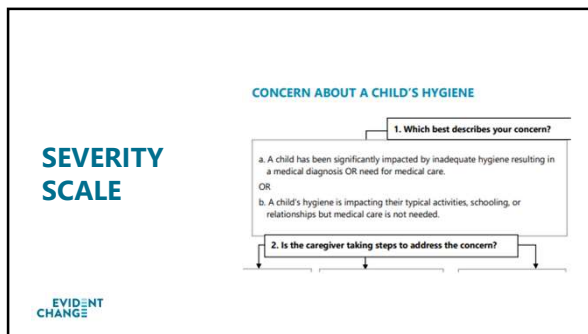 SEVERITY
SCALE
CONCERN ABOUT A CHILD'S HYGIENE
1. Which best describes your concern?
a. A child has been significantly impacted by inadequate hygiene resulting in
a medical diagnosis OR need for medical care.
OR
b. A child's hygiene is impacting their typical activities, schooling, or
relationships but medical care is not needed.
2. Is the caregiver taking steps to address the concern?
EVIDENT
CHANGE